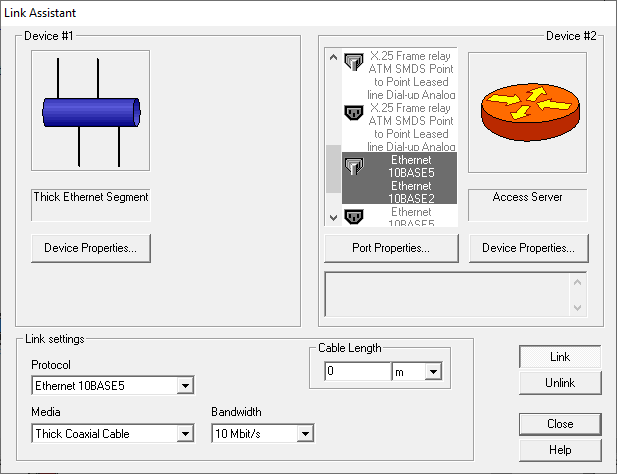 Link Assistant
Device #1
Thick Ethernet Segment
Device Properties...
Device #2
X.25 Frame relay
ATM SMDS Point
to Point Leased
line Dial-up Analog
X.25 Frame relay
ATM SMDS Point
to Point Leased
line Dial-up Analog
Ethernet
10BASE5
Ethernet
10BASE2
Ethernet
10BASE5
Access Server
Port Properties...
Device Properties...
Link settings
Protocol
Ethernet 10BASE5
Media
Thick Coaxial Cable
Bandwidth
10 Mbit/s
Cable Length
0
m
Link
Unlink
Close
Help